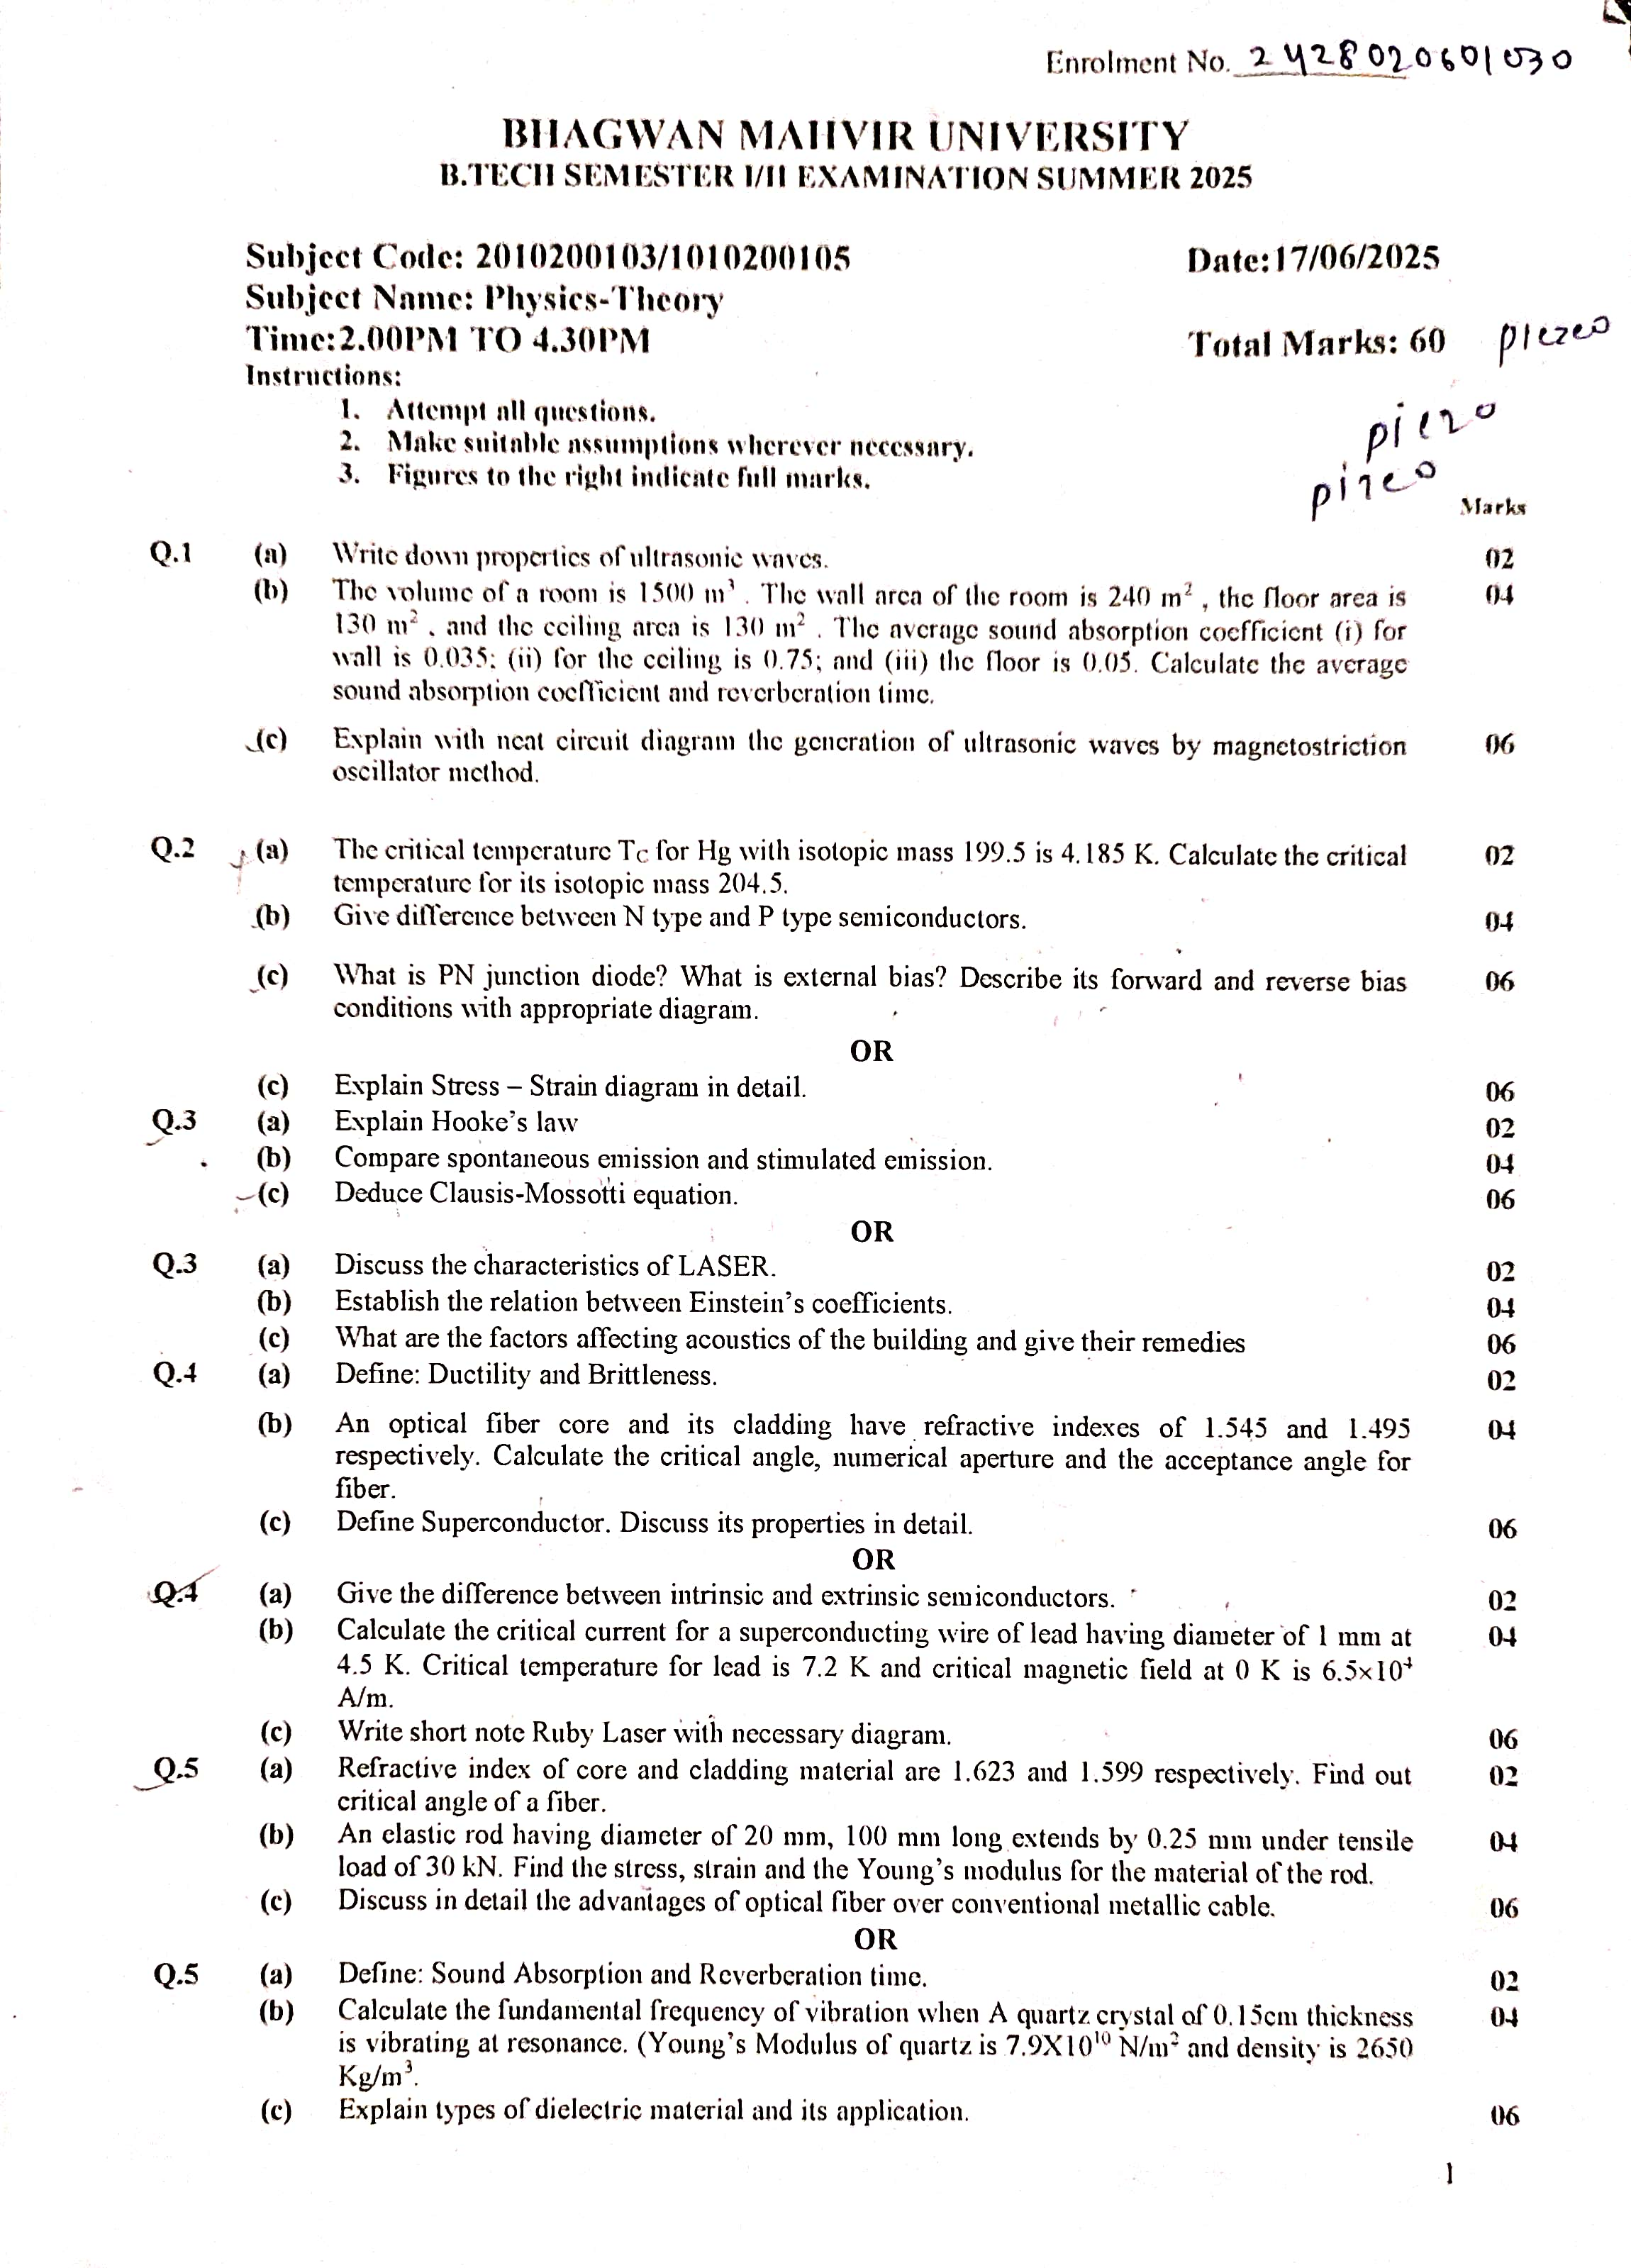 Enrolment No. 2428020601030
BHAGWAN MAHVIR UNIVERSITY
B.TECH SEMESTER I/II EXAMINATION SUMMER 2025
Subject Code: 2010200103/1010200105 Date:17/06/2025
Subject Name: Physics-Theory
Time:2.00PM TO 4.30PM Total Marks: 60 piezeo
Instructions:
1. Attempt all questions.
2. Make suitable assumptions wherever necessary. piezo
3. Figures to the right indicate full marks. pizeo
Marks
Q.1 (a) Write down properties of ultrasonic waves. 02
(b) The volume of a room is 1500 m³ . The wall area of the room is 240 m² , the floor area is 04
130 m² , and the ceiling area is 130 m² . The average sound absorption coefficient (i) for
wall is 0.035; (ii) for the ceiling is 0.75; and (iii) the floor is 0.05. Calculate the average
sound absorption coefficient and reverberation time.
(c) Explain with neat circuit diagram the generation of ultrasonic waves by magnetostriction 06
oscillator method.
Q.2 (a) The critical temperature TC for Hg with isotopic mass 199.5 is 4.185 K. Calculate the critical 02
temperature for its isotopic mass 204.5.
(b) Give difference between N type and P type semiconductors. 04
(c) What is PN junction diode? What is external bias? Describe its forward and reverse bias 06
conditions with appropriate diagram.
OR
(c) Explain Stress – Strain diagram in detail. 06
Q.3 (a) Explain Hooke's law 02
(b) Compare spontaneous emission and stimulated emission. 04
(c) Deduce Clausis-Mossotti equation. 06
OR
Q.3 (a) Discuss the characteristics of LASER. 02
(b) Establish the relation between Einstein's coefficients. 04
(c) What are the factors affecting acoustics of the building and give their remedies 06
Q.4 (a) Define: Ductility and Brittleness. 02
(b) An optical fiber core and its cladding have refractive indexes of 1.545 and 1.495 04
respectively. Calculate the critical angle, numerical aperture and the acceptance angle for
fiber.
(c) Define Superconductor. Discuss its properties in detail. 06
OR
Q.4 (a) Give the difference between intrinsic and extrinsic semiconductors. 02
(b) Calculate the critical current for a superconducting wire of lead having diameter of 1 mm at 04
4.5 K. Critical temperature for lead is 7.2 K and critical magnetic field at 0 K is 6.5×10⁴
A/m.
(c) Write short note Ruby Laser with necessary diagram. 06
Q.5 (a) Refractive index of core and cladding material are 1.623 and 1.599 respectively. Find out 02
critical angle of a fiber.
(b) An elastic rod having diameter of 20 mm, 100 mm long extends by 0.25 mm under tensile 04
load of 30 kN. Find the stress, strain and the Young's modulus for the material of the rod.
(c) Discuss in detail the advantages of optical fiber over conventional metallic cable. 06
OR
Q.5 (a) Define: Sound Absorption and Reverberation time. 02
(b) Calculate the fundamental frequency of vibration when A quartz crystal of 0.15cm thickness 04
is vibrating at resonance. (Young's Modulus of quartz is 7.9X10¹⁰ N/m² and density is 2650
Kg/m³.
(c) Explain types of dielectric material and its application. 06
1